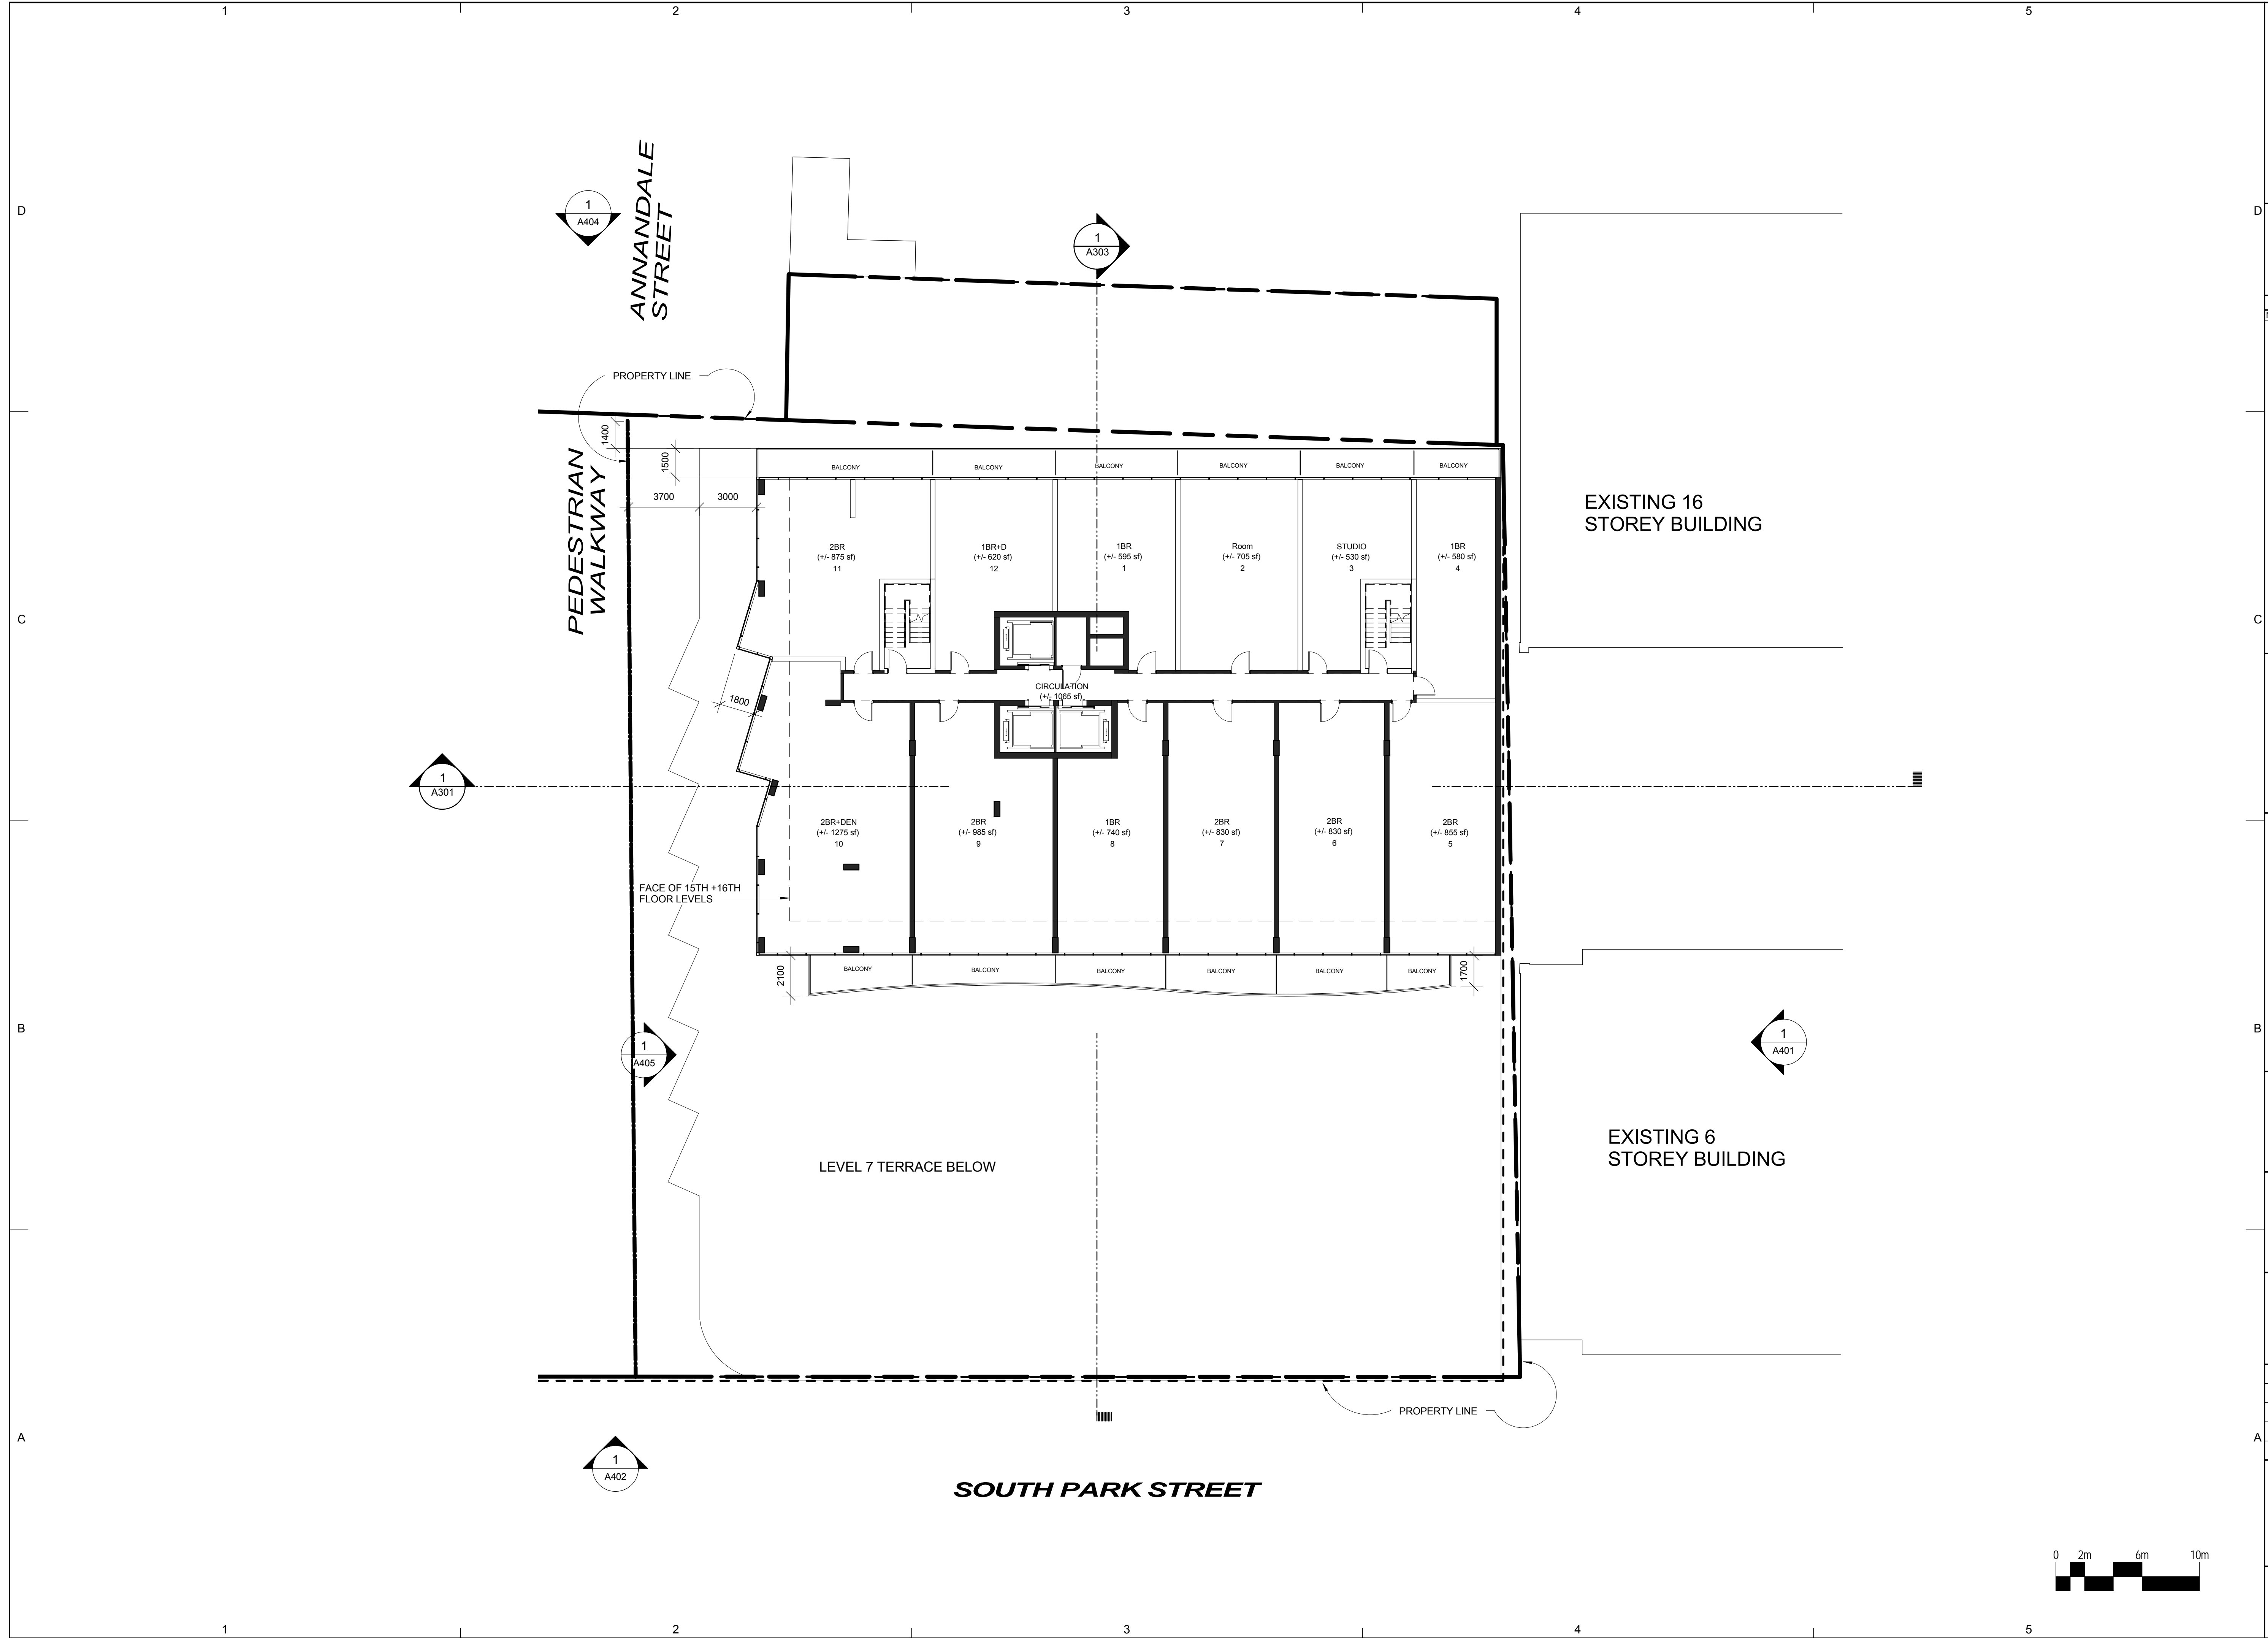 1 2 3 4 5
D D
ANNANDALE
STREET
1
A404
1
A303
PROPERTY LINE
1400
1500
3700 3000
PEDESTRIAN
WALKWAY
BALCONY BALCONY BALCONY BALCONY BALCONY BALCONY
EXISTING 16
STOREY BUILDING
2BR
(+/- 875 sf)
11
1BR+D
(+/- 620 sf)
12
1BR
(+/- 595 sf)
1
Room
(+/- 705 sf)
2
STUDIO
(+/- 530 sf)
3
1BR
(+/- 580 sf)
4
C C
CIRCULATION
(+/- 1065 sf)
1800
1
A301
2BR+DEN
(+/- 1275 sf)
10
2BR
(+/- 985 sf)
9
1BR
(+/- 740 sf)
8
2BR
(+/- 830 sf)
7
2BR
(+/- 830 sf)
6
2BR
(+/- 855 sf)
5
FACE OF 15TH +16TH
FLOOR LEVELS
2100
BALCONY BALCONY BALCONY BALCONY BALCONY BALCONY
1700
B B
1
A405
1
A401
LEVEL 7 TERRACE BELOW
EXISTING 6
STOREY BUILDING
PROPERTY LINE
A A
1
A402
SOUTH PARK STREET
0 2m 6m 10m
1 2 3 4 5